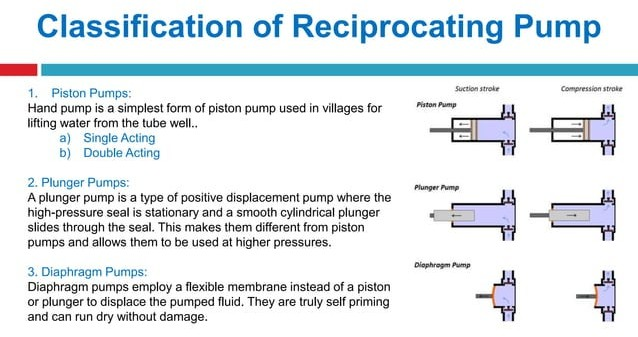 Classification of Reciprocating Pump
1. Piston Pumps:
Hand pump is a simplest form of piston pump used in villages for
lifting water from the tube well..
a) Single Acting
b) Double Acting
2. Plunger Pumps:
A plunger pump is a type of positive displacement pump where the
high-pressure seal is stationary and a smooth cylindrical plunger
slides through the seal. This makes them different from piston
pumps and allows them to be used at higher pressures.
3. Diaphragm Pumps:
Diaphragm pumps employ a flexible membrane instead of a piston
or plunger to displace the pumped fluid. They are truly self priming
and can run dry without damage.
Suction stroke
Compression stroke
Piston Pump
Plunger Pump
Diaphragm Pump